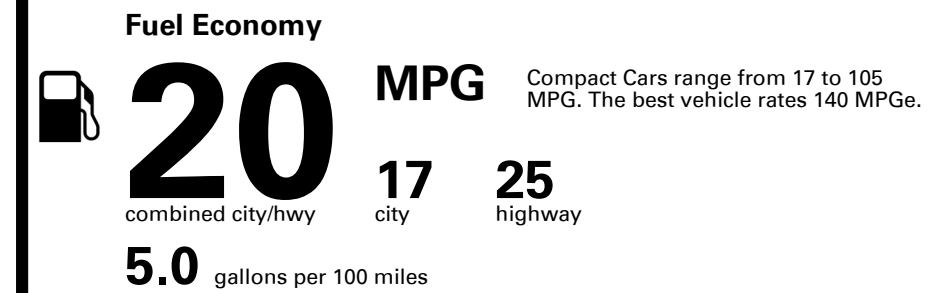 Fuel Economy
20 MPG
Compact Cars range from 17 to 105
MPG. The best vehicle rates 140 MPGe.
combined city/hwy
17
city
25
highway
5.0 gallons per 100 miles